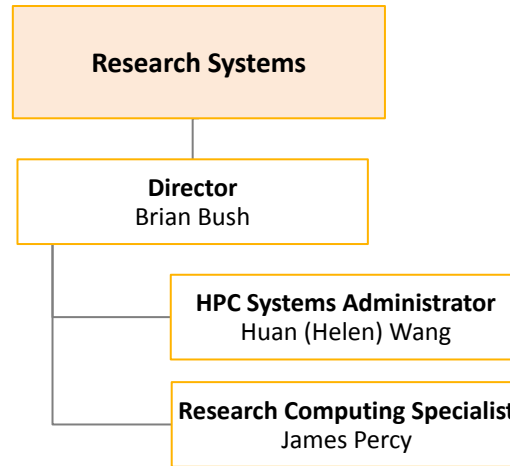 Research Systems
Director
Brian Bush
HPC Systems Administrator
Huan (Helen) Wang
Research Computing Specialist
James Percy